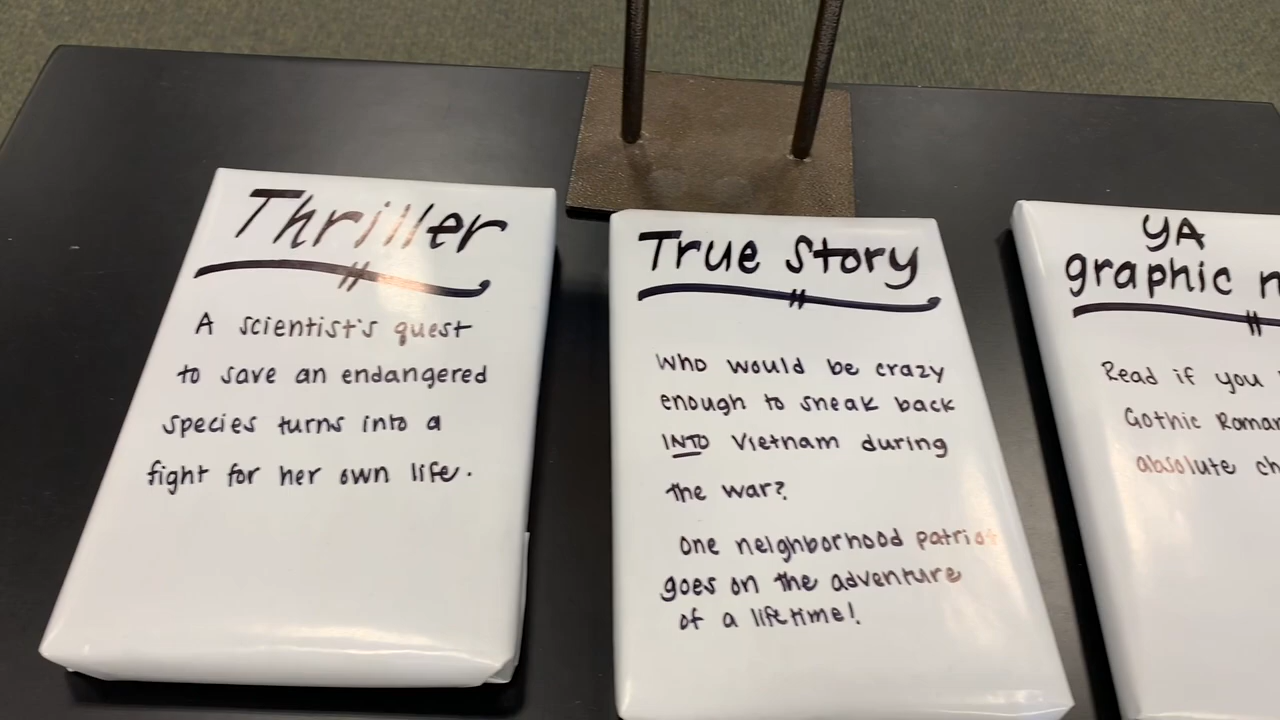 Thriller
A scientist's quest
to save an endangered
species turns into a
fight for her own life.
True Story
Who would be crazy
enough to sneak back
INTO Vietnam during
the war?
One neighborhood patriot
goes on the adventure
of a lifetime!
YA
graphic
Read if you
Gothic
absolute